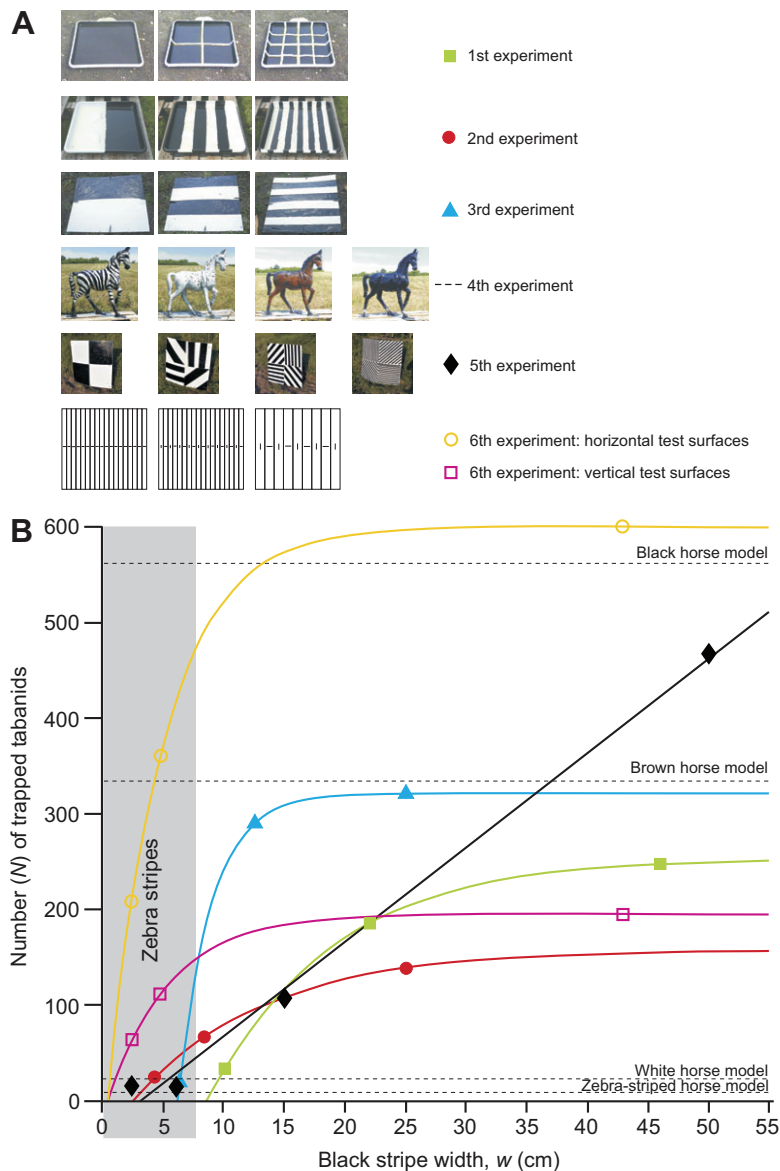 A
1st experiment
2nd experiment
3rd experiment
4th experiment
5th experiment
6th experiment: horizontal test surfaces
6th experiment: vertical test surfaces
B
600
500
400
300
200
100
0
Number (N) of trapped tabanids
Zebra stripes
Black horse model
Brown horse model
White horse model
Zebra-striped horse model
0 5 10 15 20 25 30 35 40 45 50 55
Black stripe width, w (cm)